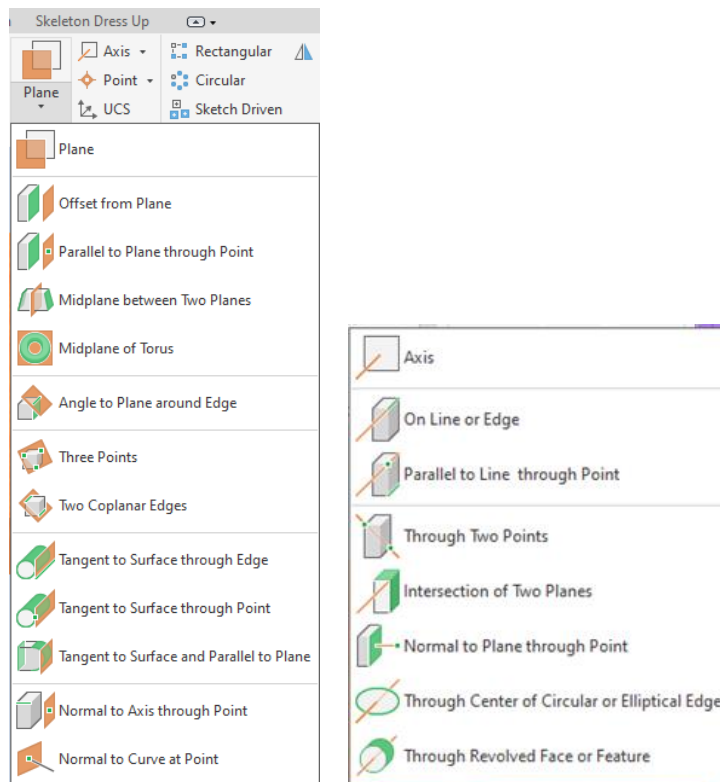 Skeleton Dress Up
Plane
Axis
Point
UCS
Rectangular
Circular
Sketch Driven
Plane
Offset from Plane
Parallel to Plane through Point
Midplane between Two Planes
Midplane of Torus
Angle to Plane around Edge
Three Points
Two Coplanar Edges
Tangent to Surface through Edge
Tangent to Surface through Point
Tangent to Surface and Parallel to Plane
Normal to Axis through Point
Normal to Curve at Point
Axis
On Line or Edge
Parallel to Line through Point
Through Two Points
Intersection of Two Planes
Normal to Plane through Point
Through Center of Circular or Elliptical Edge
Through Revolved Face or Feature